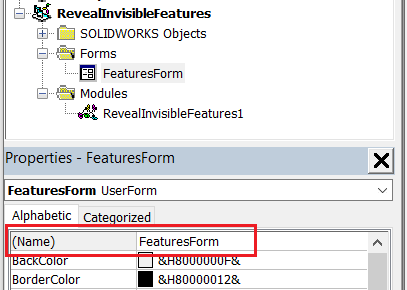 RevealInvisibleFeatures
SOLIDWORKS Objects
Forms
FeaturesForm
Modules
RevealInvisibleFeatures1
Properties - FeaturesForm
FeaturesForm UserForm
Alphabetic Categorized
(Name) FeaturesForm
BackColor &H8000000F&
BorderColor &H80000012&